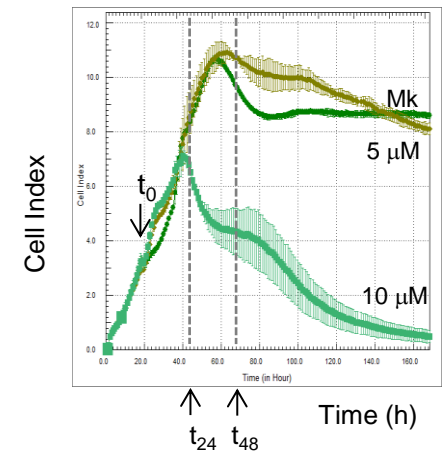 12.0
10.0
8.0
6.0
4.0
2.0
0.0
Cell Index
Cell Index
t0
Mk
5 µM
10 µM
0.0 20.0 40.0 60.0 80.0 100.0 120.0 140.0 160.0
Time (in Hour)
Time (h)
t24 t48